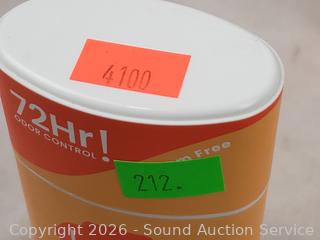 4100
72Hr!
ODOR CONTROL
Free
212.
Copyright 2026 - Sound Auction Service